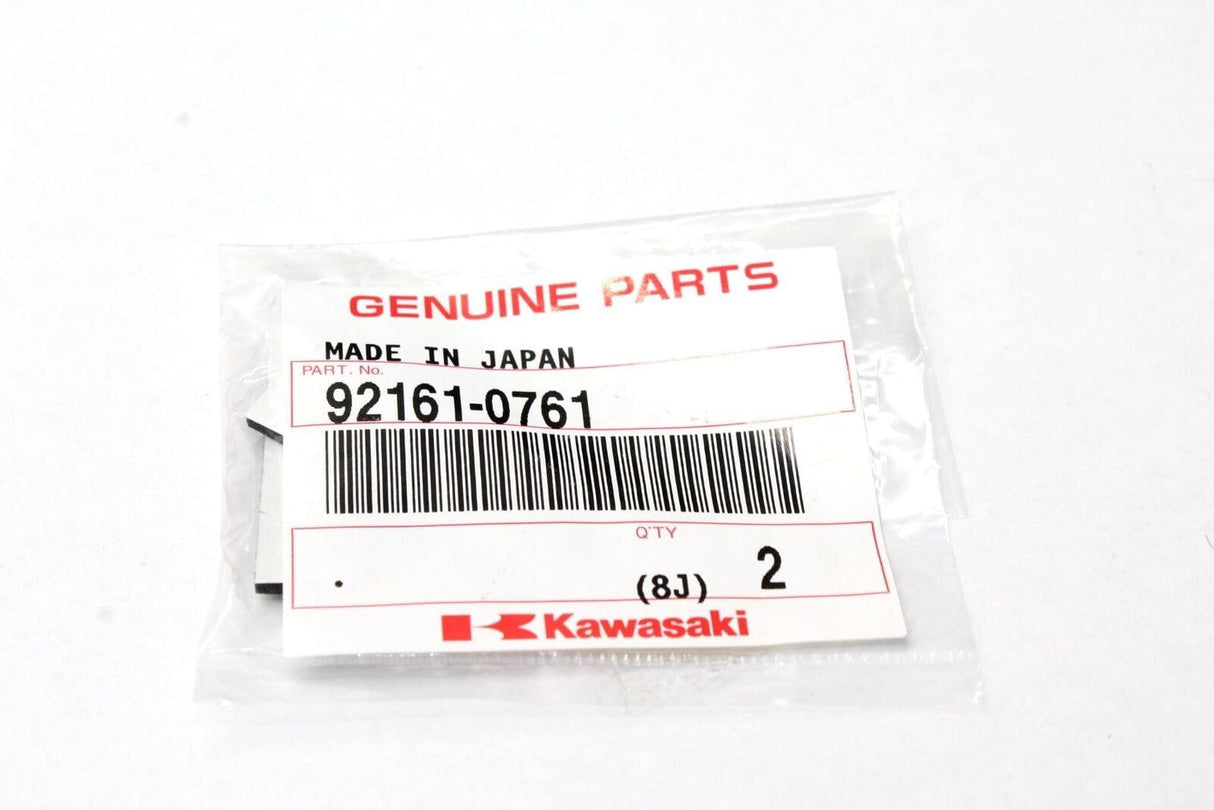 GENUINE PARTS
MADE IN JAPAN
PART. No.
92161-0761
Q'TY
. (8J) 2
Kawasaki